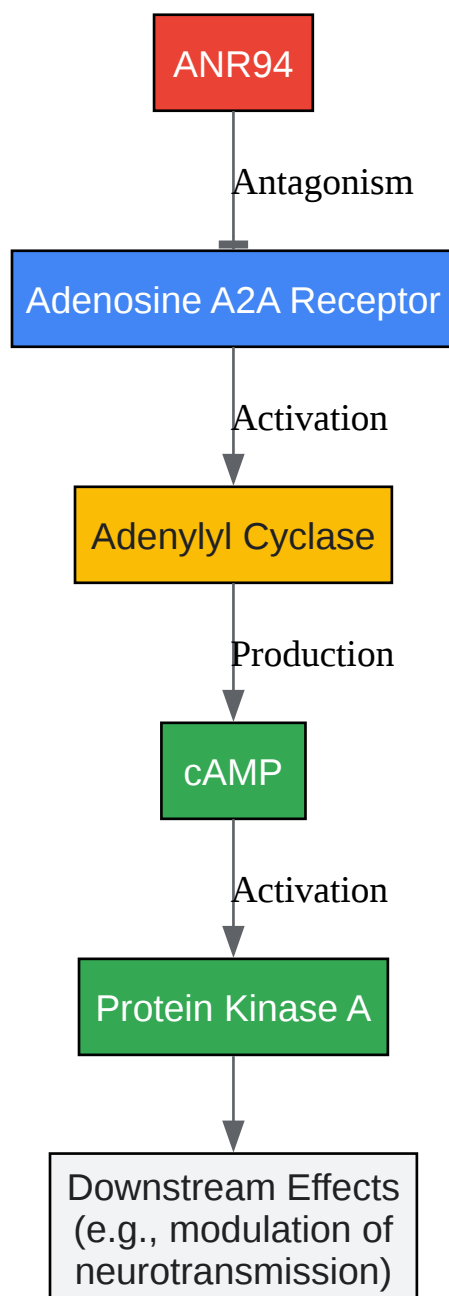 ANR94
Antagonism
Adenosine A2A Receptor
Activation
Adenylyl Cyclase
Production
cAMP
Activation
Protein Kinase A
Downstream Effects
(e.g., modulation of
neurotransmission)